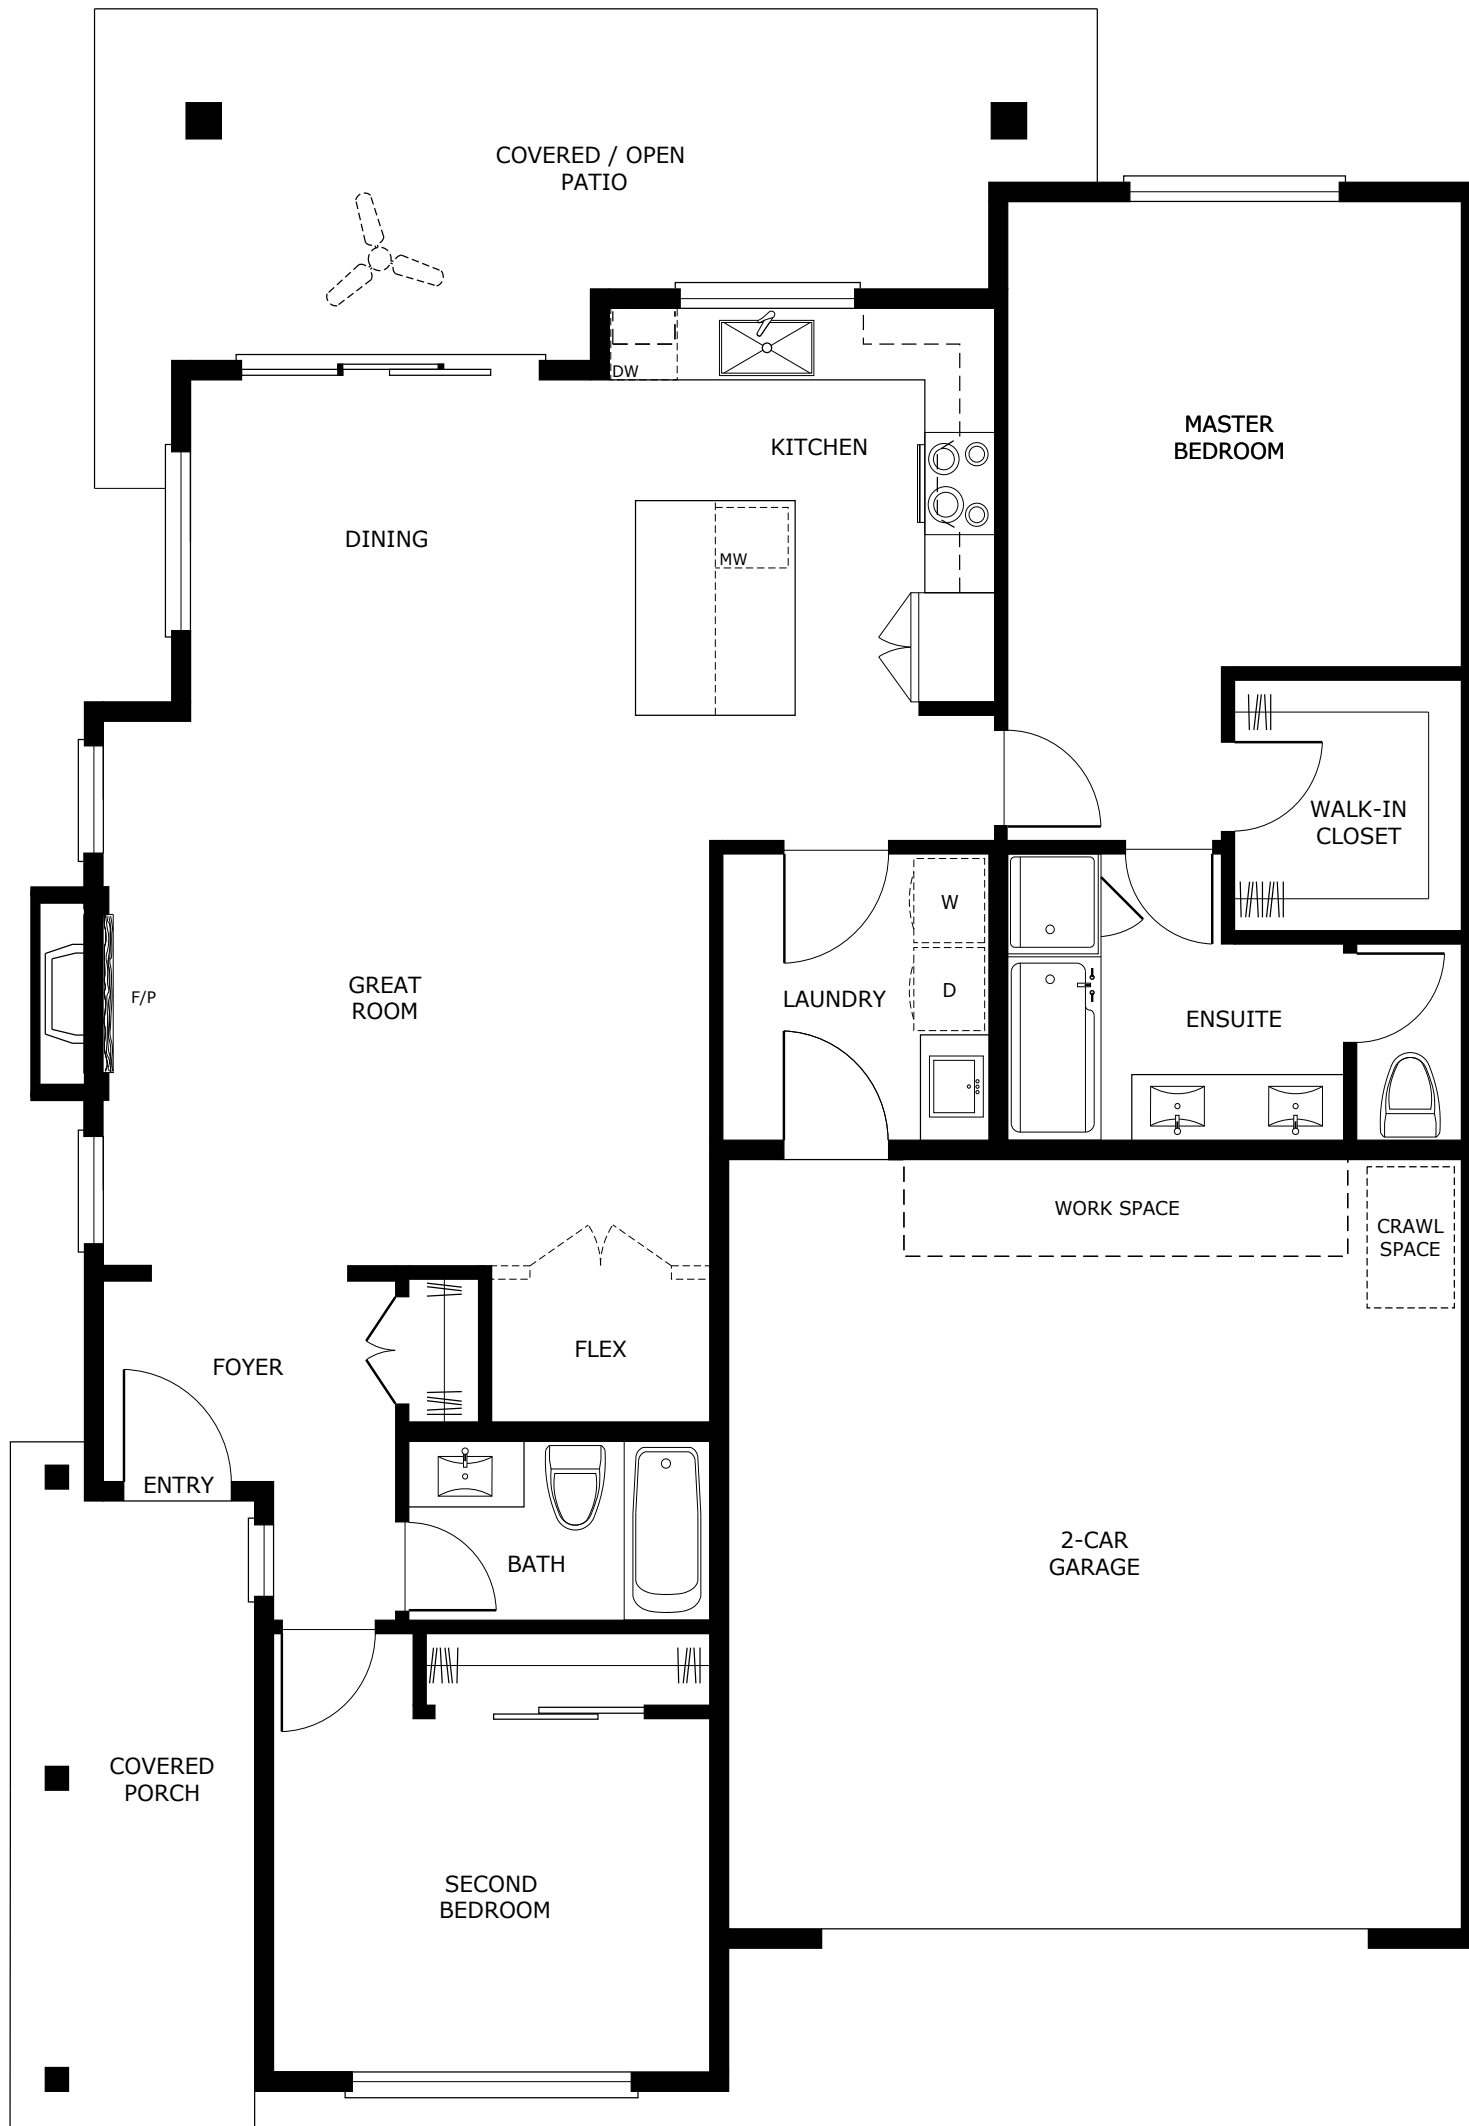 COVERED / OPEN
PATIO
DW
KITCHEN
MASTER
BEDROOM
DINING
MW
WALK-IN
CLOSET
W
D
LAUNDRY
GREAT
ROOM
F/P
ENSUITE
WORK SPACE
CRAWL
SPACE
FLEX
FOYER
ENTRY
BATH
2-CAR
GARAGE
COVERED
PORCH
SECOND
BEDROOM